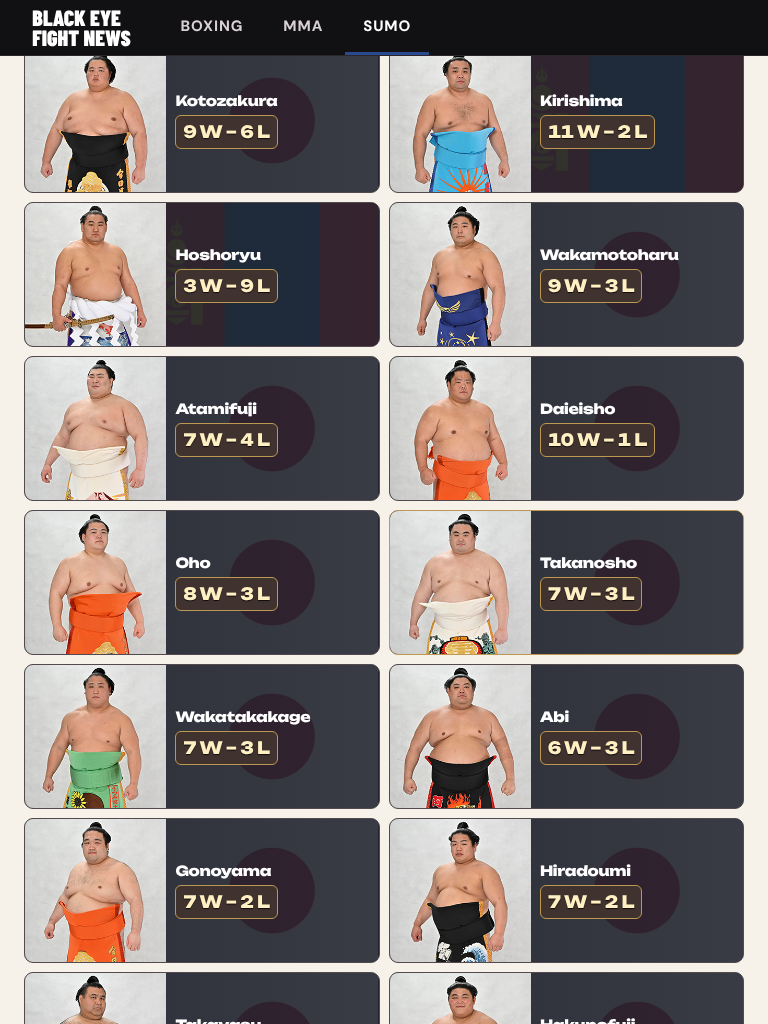 BLACK EYE
FIGHT NEWS
BOXING MMA SUMO
Kotozakura
9W-6L
Kirishima
11W-2L
Hoshoryu
3W-9L
Wakamotoharu
9W-3L
Atamifuji
7W-4L
Daieisho
10W-1L
Oho
8W-3L
Takanosho
7W-3L
Wakatakakage
7W-3L
Abi
6W-3L
Gonoyama
7W-2L
Hiradoumi
7W-2L